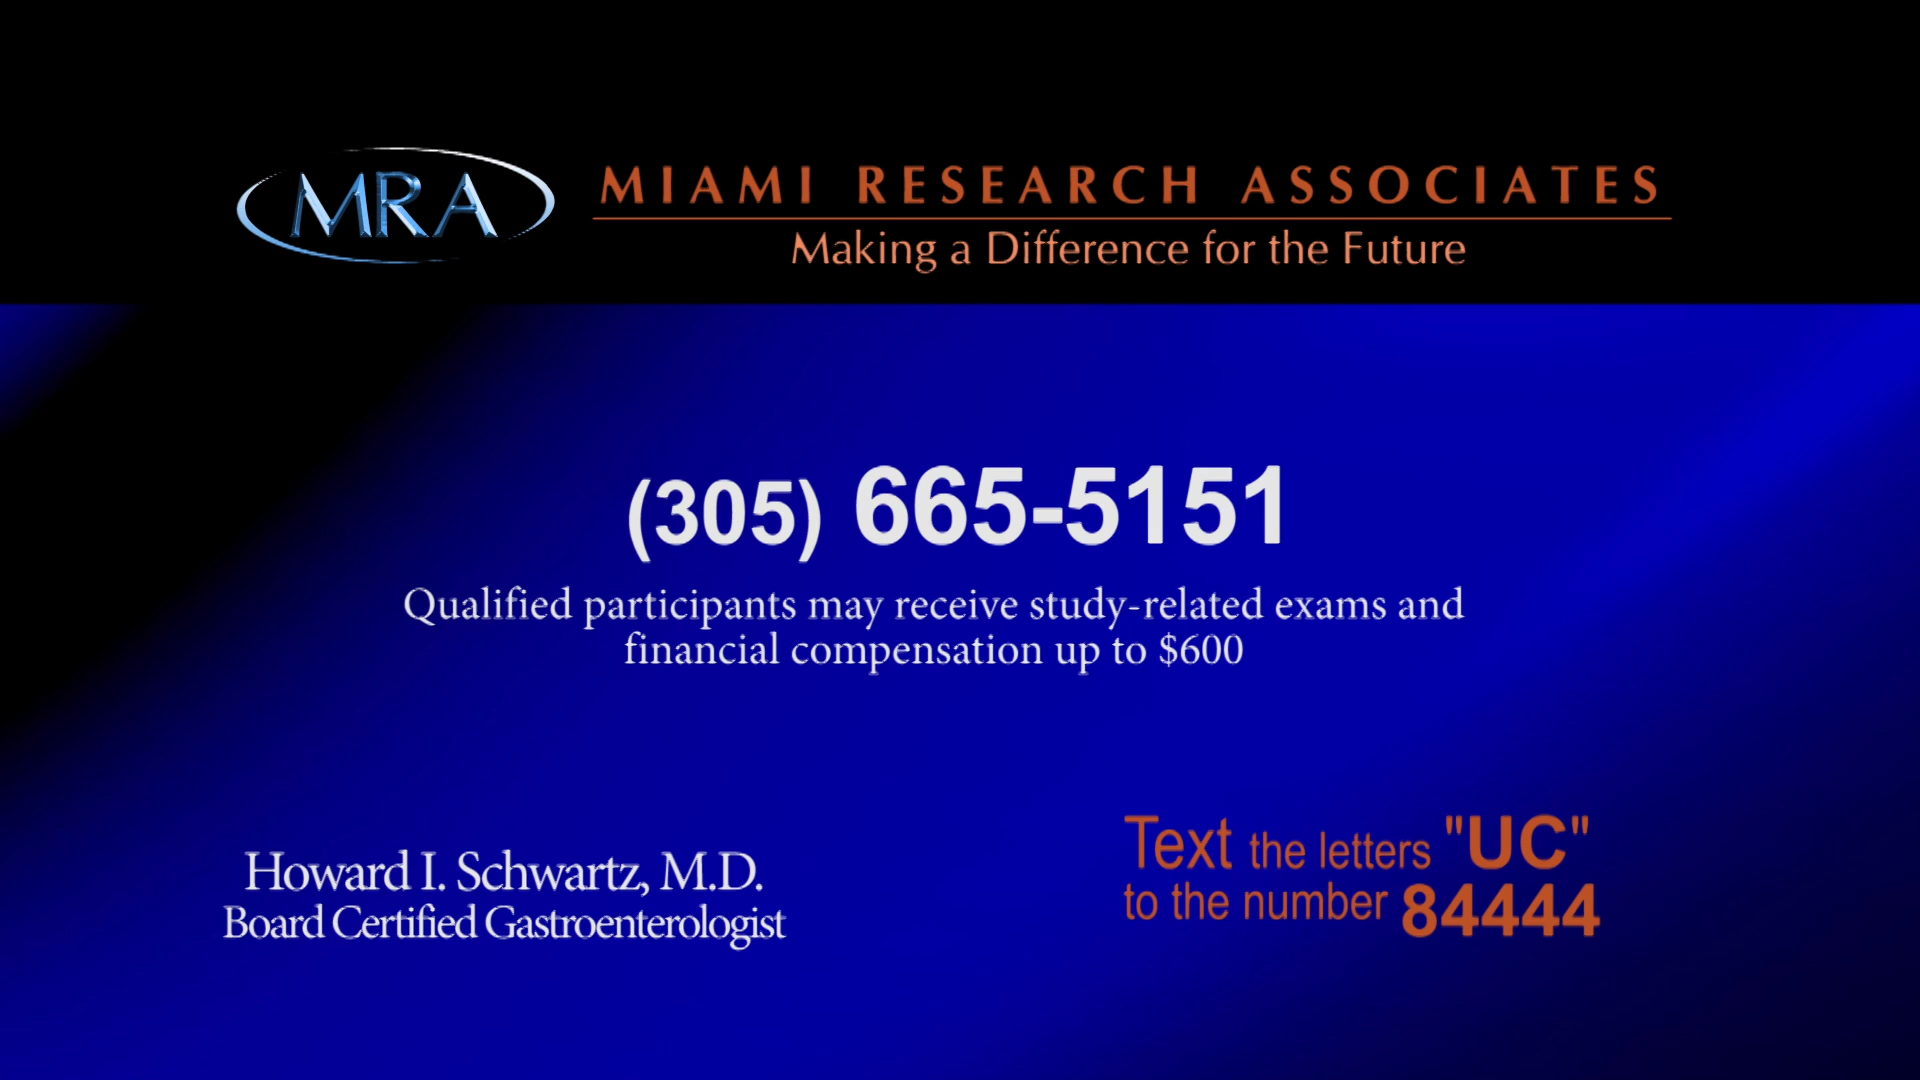 MRA
MIAMI RESEARCH ASSOCIATES
Making a Difference for the Future
(305) 665-5151
Qualified participants may receive study-related exams and
financial compensation up to $600
Howard I. Schwartz, M.D.
Board Certified Gastroenterologist
Text the letters "UC"
to the number 84444